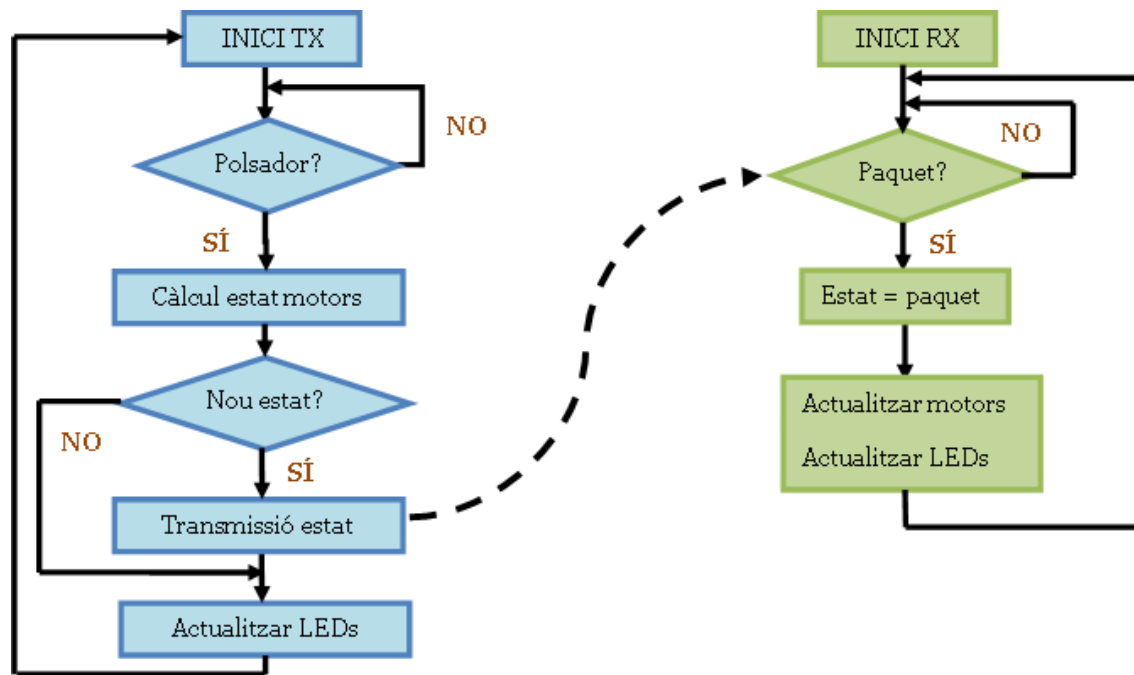 INICI TX
NO
Polsador?
SÍ
Càlcul estat motors
Nou estat?
NO
SÍ
Transmissió estat
Actualitzar LEDs
INICI RX
NO
Paquet?
SÍ
Estat = paquet
Actualitzar motors
Actualitzar LEDs